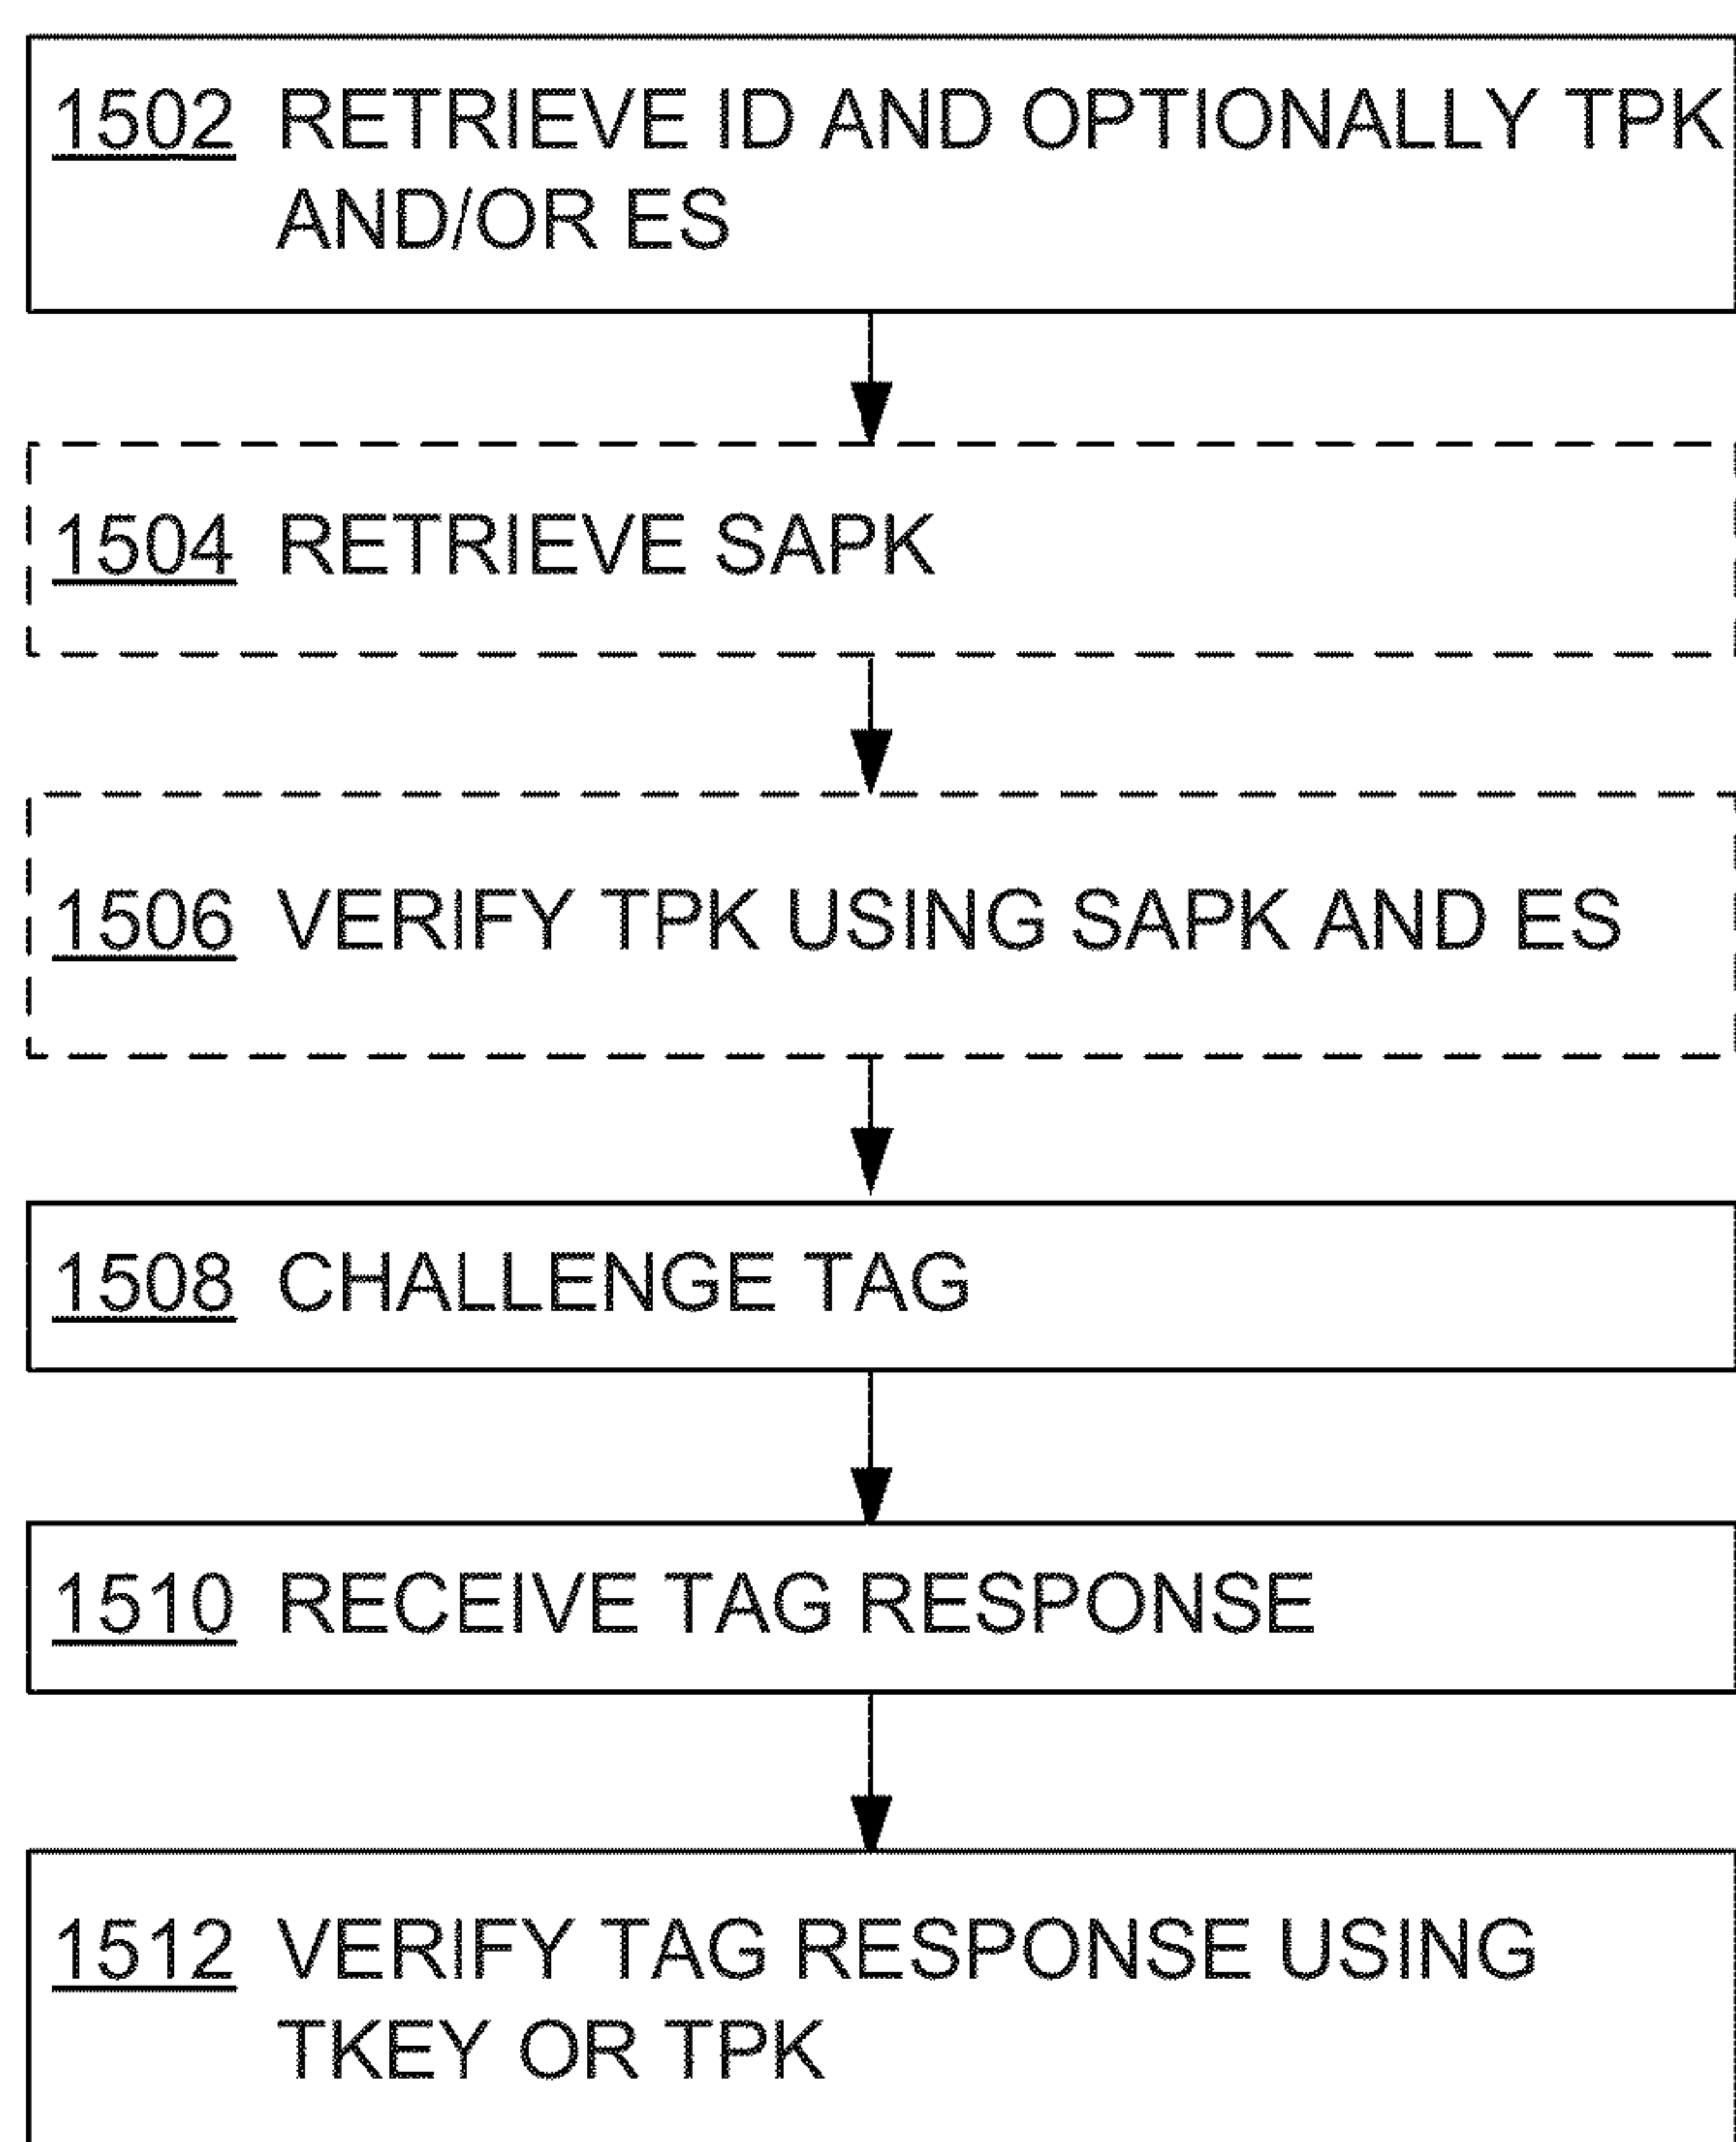 1502 RETRIEVE ID AND OPTIONALLY TPK
AND/OR ES
1504 RETRIEVE SAPK
1506 VERIFY TPK USING SAPK AND ES
1508 CHALLENGE TAG
1510 RECEIVE TAG RESPONSE
1512 VERIFY TAG RESPONSE USING
TKEY OR TPK